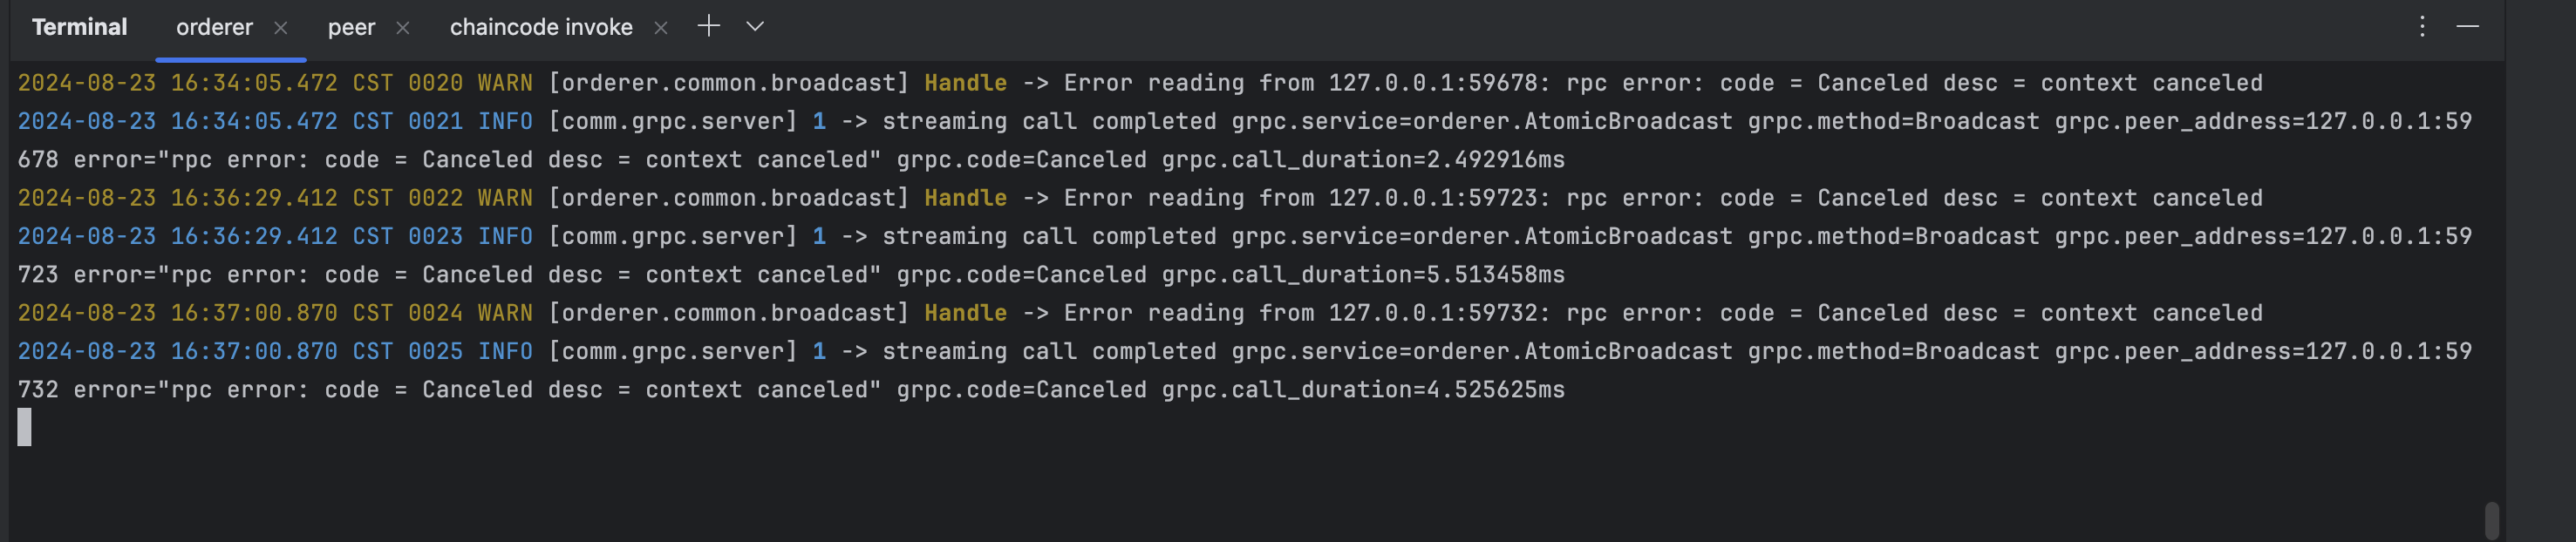 Terminal orderer × peer × chaincode invoke ×
2024-08-23 16:34:05.472 CST 0020 WARN [orderer.common.broadcast] Handle -> Error reading from 127.0.0.1:59678: rpc error: code = Canceled desc = context canceled
2024-08-23 16:34:05.472 CST 0021 INFO [comm.grpc.server] 1 -> streaming call completed grpc.service=orderer.AtomicBroadcast grpc.method=Broadcast grpc.peer_address=127.0.0.1:59
678 error="rpc error: code = Canceled desc = context canceled" grpc.code=Canceled grpc.call_duration=2.492916ms
2024-08-23 16:36:29.412 CST 0022 WARN [orderer.common.broadcast] Handle -> Error reading from 127.0.0.1:59723: rpc error: code = Canceled desc = context canceled
2024-08-23 16:36:29.412 CST 0023 INFO [comm.grpc.server] 1 -> streaming call completed grpc.service=orderer.AtomicBroadcast grpc.method=Broadcast grpc.peer_address=127.0.0.1:59
723 error="rpc error: code = Canceled desc = context canceled" grpc.code=Canceled grpc.call_duration=5.513458ms
2024-08-23 16:37:00.870 CST 0024 WARN [orderer.common.broadcast] Handle -> Error reading from 127.0.0.1:59732: rpc error: code = Canceled desc = context canceled
2024-08-23 16:37:00.870 CST 0025 INFO [comm.grpc.server] 1 -> streaming call completed grpc.service=orderer.AtomicBroadcast grpc.method=Broadcast grpc.peer_address=127.0.0.1:59
732 error="rpc error: code = Canceled desc = context canceled" grpc.code=Canceled grpc.call_duration=4.525625ms